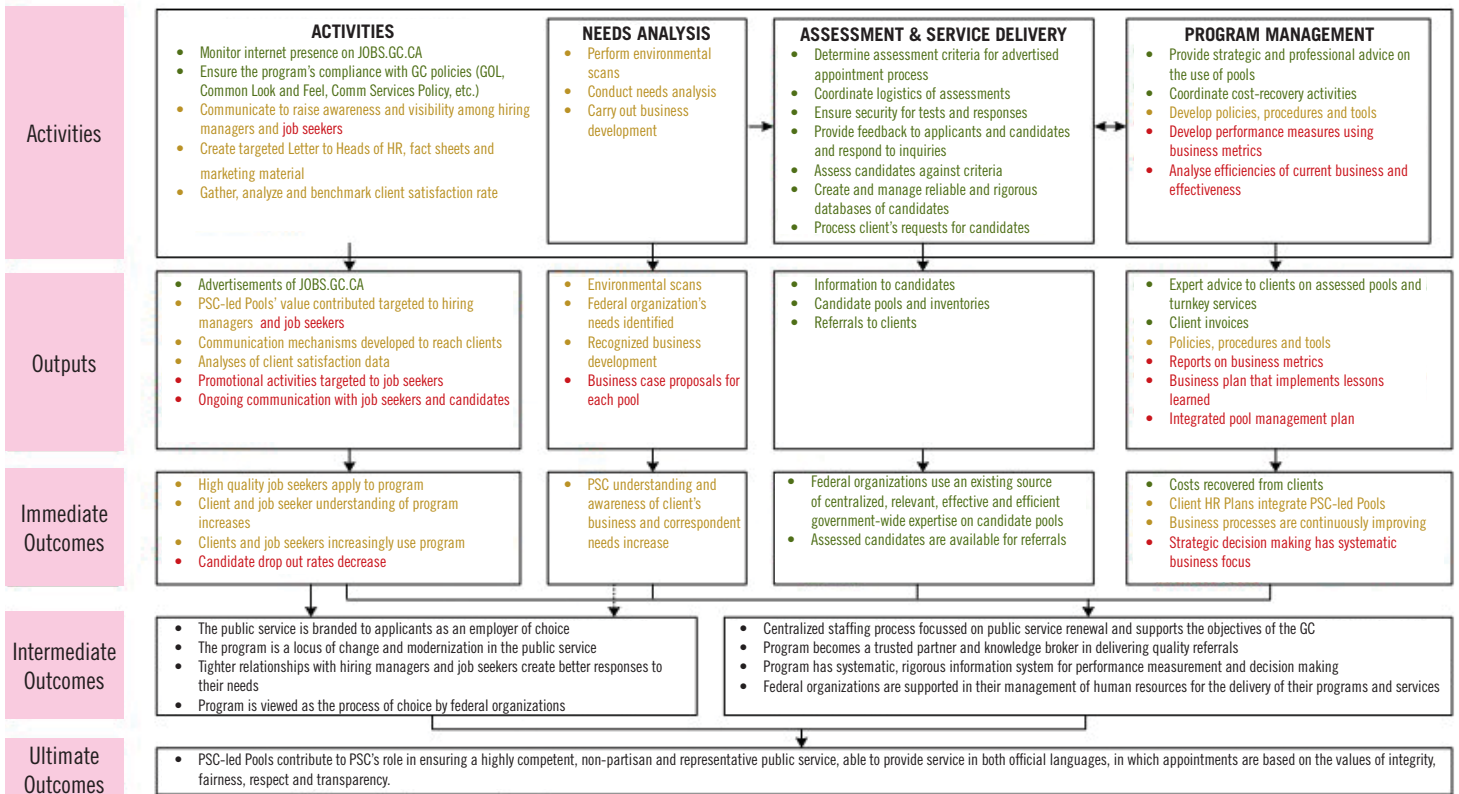 Activities
ACTIVITIES
• Monitor internet presence on JOBS.GC.CA
• Ensure the program's compliance with GC policies (GOL,
Common Look and Feel, Comm Services Policy, etc.)
• Communicate to raise awareness and visibility among hiring
managers and job seekers
• Create targeted Letter to Heads of HR, fact sheets and
marketing material
• Gather, analyze and benchmark client satisfaction rate
NEEDS ANALYSIS
• Perform environmental
scans
• Conduct needs analysis
• Carry out business
development
ASSESSMENT & SERVICE DELIVERY
• Determine assessment criteria for advertised
appointment process
• Coordinate logistics of assessments
• Ensure security for tests and responses
• Provide feedback to applicants and candidates
and respond to inquiries
• Assess candidates against criteria
• Create and manage reliable and rigorous
databases of candidates
• Process client's requests for candidates
PROGRAM MANAGEMENT
• Provide strategic and professional advice on
the use of pools
• Coordinate cost-recovery activities
• Develop policies, procedures and tools
• Develop performance measures using
business metrics
• Analyse efficiencies of current business and
effectiveness
Outputs
• Advertisements of JOBS.GC.CA
• PSC-led Pools' value contributed targeted to hiring
managers and job seekers
• Communication mechanisms developed to reach clients
• Analyses of client satisfaction data
• Promotional activities targeted to job seekers
• Ongoing communication with job seekers and candidates
• Environmental scans
• Federal organization's
needs identified
• Recognized business
development
• Business case proposals for
each pool
• Information to candidates
• Candidate pools and inventories
• Referrals to clients
• Expert advice to clients on assessed pools and
turnkey services
• Client invoices
• Policies, procedures and tools
• Reports on business metrics
• Business plan that implements lessons
learned
• Integrated pool management plan
Immediate
Outcomes
• High quality job seekers apply to program
• Client and job seeker understanding of program
increases
• Clients and job seekers increasingly use program
• Candidate drop out rates decrease
• PSC understanding and
awareness of client's
business and correspondent
needs increase
• Federal organizations use an existing source
of centralized, relevant, effective and efficient
government-wide expertise on candidate pools
• Assessed candidates are available for referrals
• Costs recovered from clients
• Client HR Plans integrate PSC-led Pools
• Business processes are continuously improving
• Strategic decision making has systematic
business focus
Intermediate
Outcomes
• The public service is branded to applicants as an employer of choice
• The program is a locus of change and modernization in the public service
• Tighter relationships with hiring managers and job seekers create better responses to
their needs
• Program is viewed as the process of choice by federal organizations
• Centralized staffing process focussed on public service renewal and supports the objectives of the GC
• Program becomes a trusted partner and knowledge broker in delivering quality referrals
• Program has systematic, rigorous information system for performance measurement and decision making
• Federal organizations are supported in their management of human resources for the delivery of their programs and services
Ultimate
Outcomes
• PSC-led Pools contribute to PSC's role in ensuring a highly competent, non-partisan and representative public service, able to provide service in both official languages, in which appointments are based on the values of integrity,
fairness, respect and transparency.